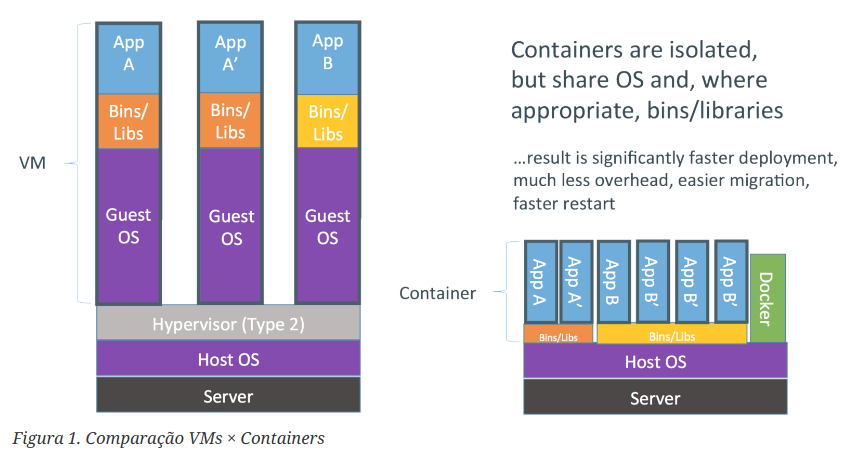 App
A
App
A’
App
B
Bins/
Libs
Bins/
Libs
Bins/
Libs
VM
Guest
OS
Guest
OS
Guest
OS
Hypervisor (Type 2)
Host OS
Server
Containers are isolated,
but share OS and, where
appropriate, bins/libraries
…result is significantly faster deployment,
much less overhead, easier migration,
faster restart
Container
App A
App A’
App B
App B’
App B’
App B’
Docker
Bins/Libs
Bins/Libs
Host OS
Server
Figura 1. Comparação VMs × Containers